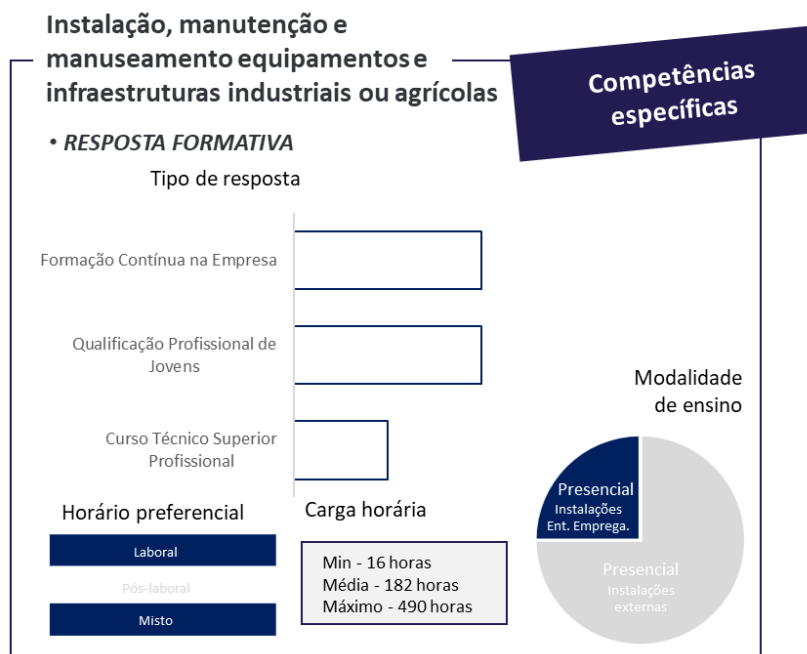 Instalação, manutenção e
manuseamento equipamentos e
infraestruturas industriais ou agrícolas
Competências
específicas
• RESPOSTA FORMATIVA
Tipo de resposta
Formação Contínua na Empresa
Qualificação Profissional de
Jovens
Curso Técnico Superior
Profissional
Modalidade
de ensino
Presencial
Instalações
Ent. Emprega.
Presencial
Instalações
externas
Horário preferencial
Laboral
Pós-laboral
Misto
Carga horária
Min - 16 horas
Média - 182 horas
Máximo - 490 horas